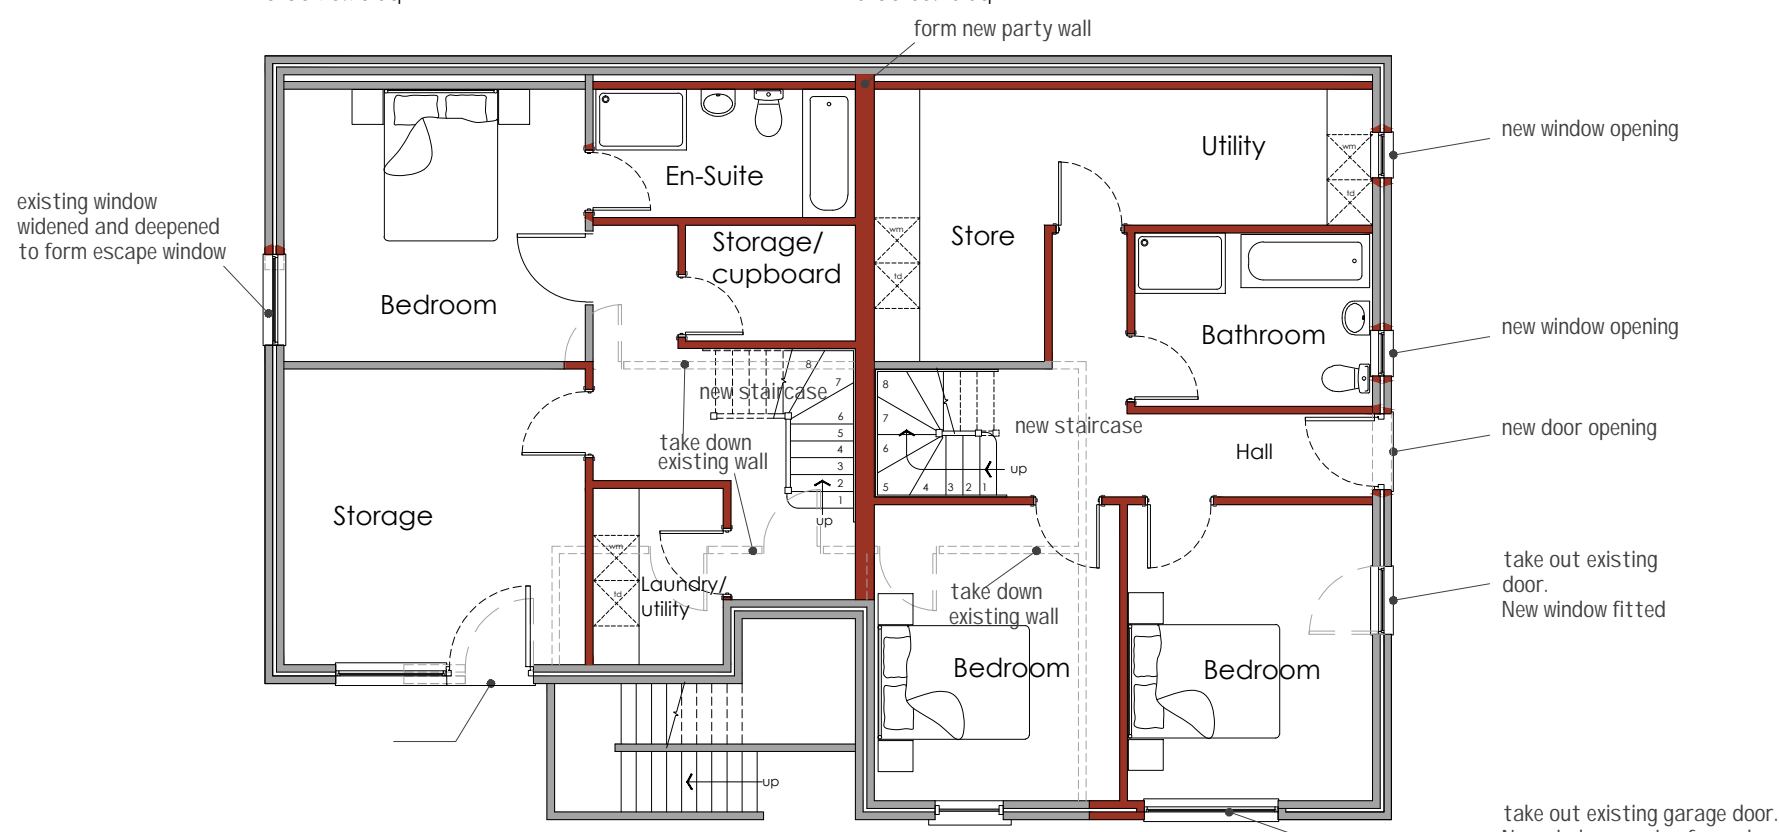 form new party wall
new window opening
Utility
wm
td
En-Suite
existing window
widened and deepened
to form escape window
Storage/
cupboard
Store
wm
td
Bedroom
Bathroom
new window opening
8
7
6
5
4
3
2
1
up
new staircase
take down
existing wall
8
7
6
5
4
3
2
1
up
new staircase
Hall
new door opening
Storage
wm
td
Laundry/
utility
take down
existing wall
take out existing
door.
New window fitted
Bedroom
Bedroom
up
take out existing garage door.